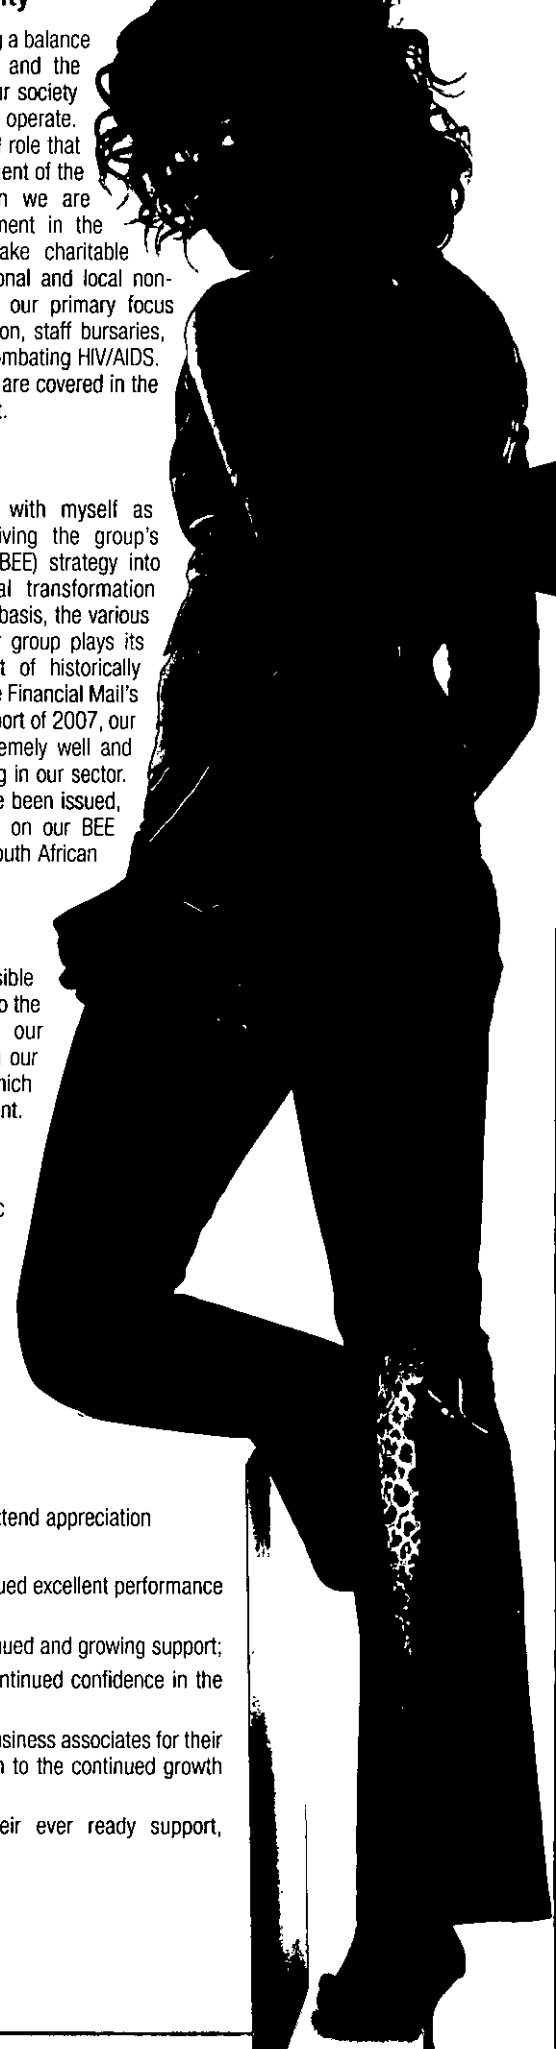 ity
g a balance
and the
ur society
operate.
role that
ent of the
n we are
ment in the
ake charitable
onal and local non-
our primary focus
on, staff bursaries,
mbating HIV/AIDS.
are covered in the
t.
with myself as
iving the group's
BEE) strategy into
al transformation
basis, the various
r group plays its
t of historically
e Financial Mail's
port of 2007, our
emely well and
g in our sector.
e been issued,
on our BEE
outh African
sible
o the
our
our
hich
nt.
c
tend appreciation
ued excellent performance
nued and growing support;
ntinued confidence in the
usiness associates for their
n to the continued growth
eir ever ready support,